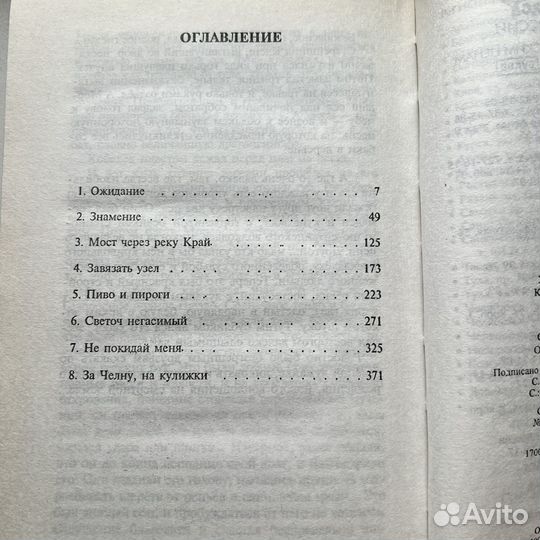 ОГЛАВЛЕНИЕ
1. Ожидание . . . . . . . . . . . . . . . . 7
2. Знамение . . . . . . . . . . . . . . . . 49
3. Мост через реку Край . . . . . . . . . . 125
4. Завязать узел . . . . . . . . . . . . . . 173
5. Пиво и пироги . . . . . . . . . . . . . 223
6. Светоч негасимый . . . . . . . . . . . . 271
7. Не покидай меня . . . . . . . . . . . . 325
8. За Челну, на кулижки . . . . . . . . . . 371
Подписано
С.
С.:
№
1700
Avito